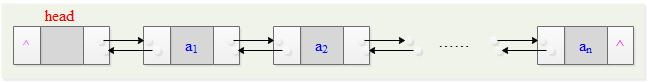 head
^ a1 a2 ...... an ^